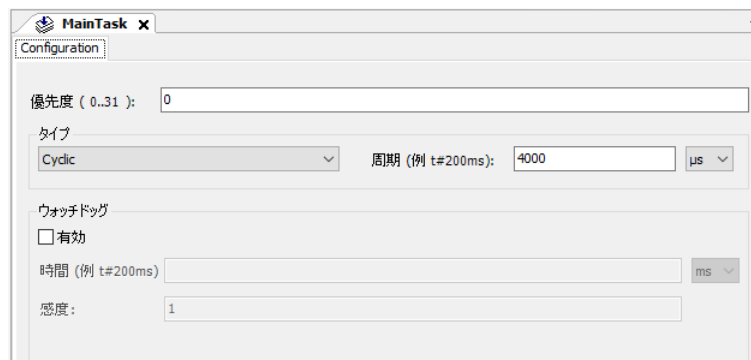 MainTask x
Configuration
優先度 ( 0..31 ): 0
タイプ
Cyclic 周期 (例 t#200ms): 4000 µs
ウォッチドッグ
有効
時間 (例 t#200ms) ms
感度: 1